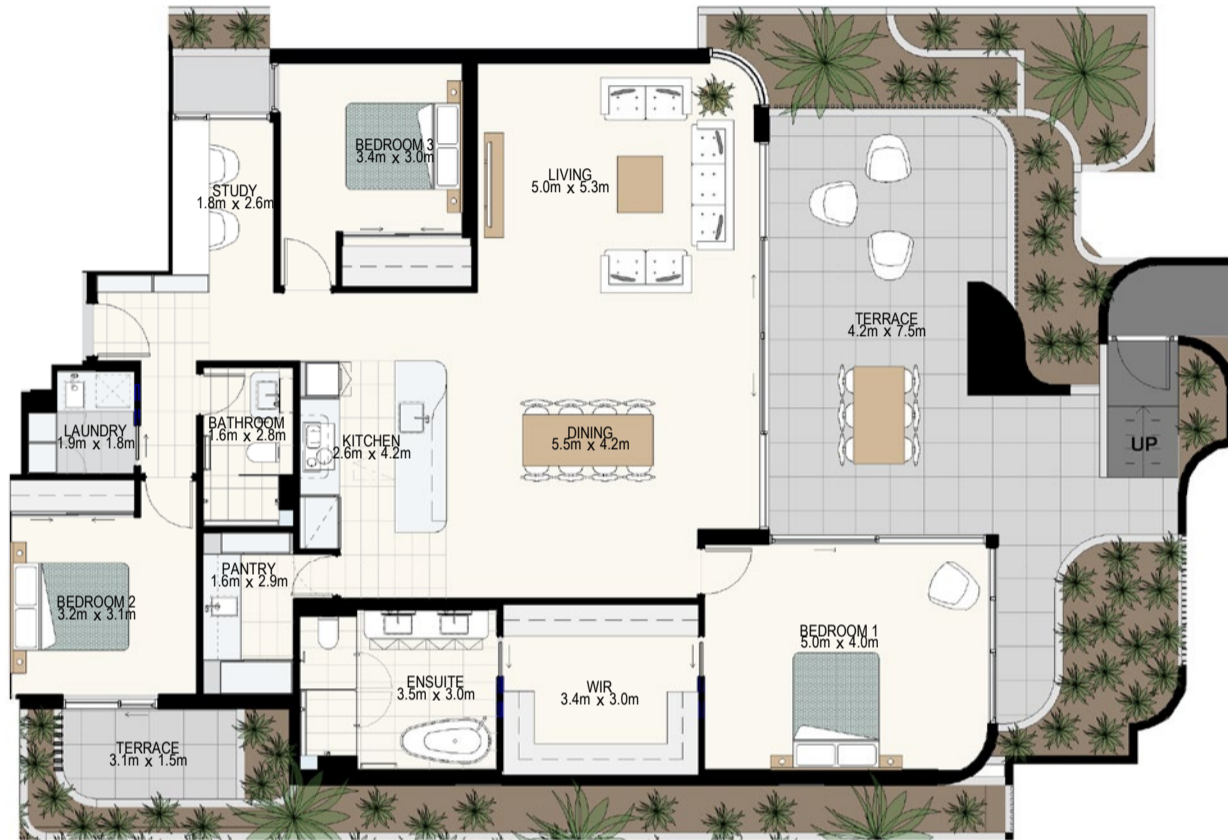 BEDROOM 3
3.4m x 3.0m
LIVING
5.0m x 5.3m
STUDY
1.8m x 2.6m
TERRACE
4.2m x 7.5m
LAUNDRY
1.9m x 1.8m
BATHROOM
1.6m x 2.8m
KITCHEN
2.6m x 4.2m
DINING
5.5m x 4.2m
UP
PANTRY
1.6m x 2.9m
BEDROOM 2
3.2m x 3.1m
ENSUITE
3.5m x 3.0m
WIR
3.4m x 3.0m
BEDROOM 1
5.0m x 4.0m
TERRACE
3.1m x 1.5m